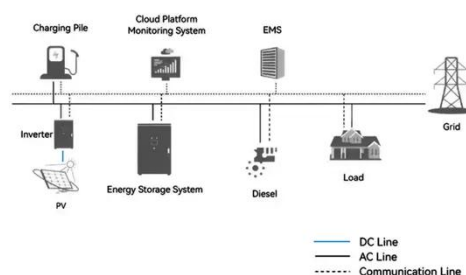 Charging Pile
Cloud Platform
Monitoring System
EMS
Grid
Inverter
PV
Energy Storage System
Diesel
Load
DC Line
AC Line
Communication Line